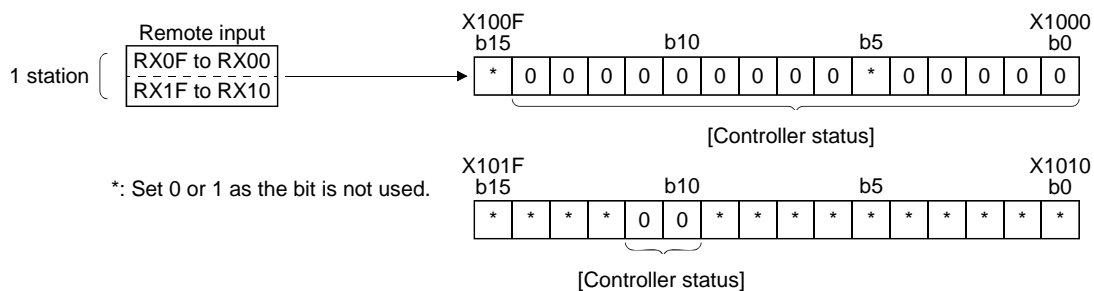 X100F X1000
Remote input b15 b10 b5 b0
1 station RX0F to RX00 * 0 0 0 0 0 0 0 0 0 * 0 0 0 0 0
RX1F to RX10
[Controller status]
X101F X1010
*: Set 0 or 1 as the bit is not used. b15 b10 b5 b0
* * * * 0 0 * * * * * * * * * *
[Controller status]